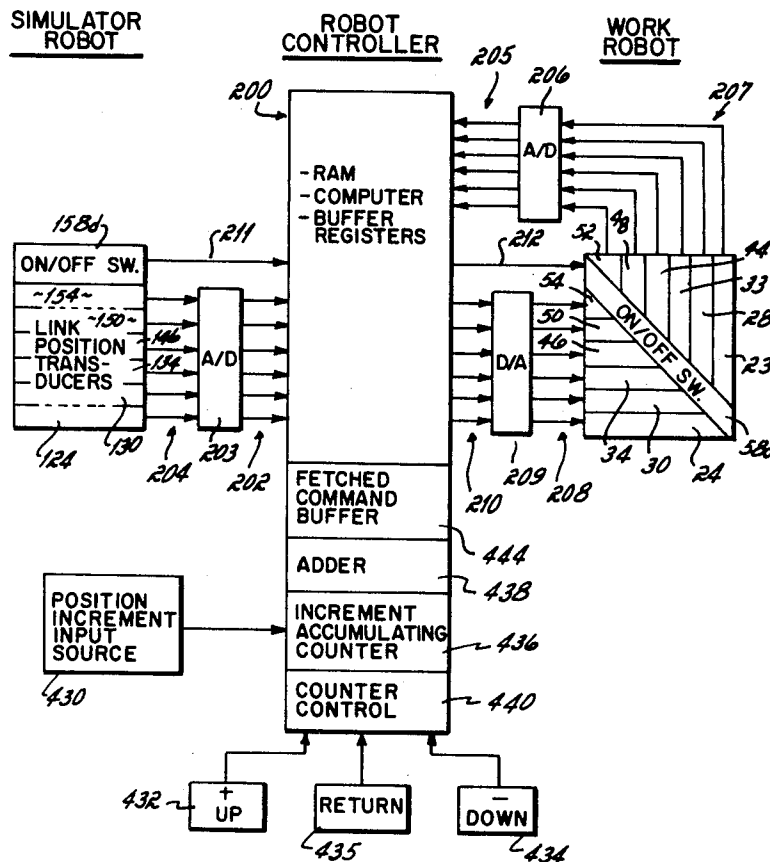 SIMULATOR
ROBOT
ROBOT
CONTROLLER
WORK
ROBOT
200
205
206
207
A/D
-RAM
-COMPUTER
-BUFFER
REGISTERS
158d
211
212
ON/OFF SW.
~154~
~150~
LINK
POSITION
TRANS-
DUCERS
146
134
130
124
A/D
204
203
202
D/A
210
209
208
52
48
44
33
28
23
54
50
46
ON/OFF SW.
34
30
24
FETCHED
COMMAND
BUFFER
444
ADDER
438
POSITION
INCREMENT
INPUT
SOURCE
430
INCREMENT
ACCUMULATING
COUNTER
436
COUNTER
CONTROL
440
+
UP
432
RETURN
435
-
DOWN
434